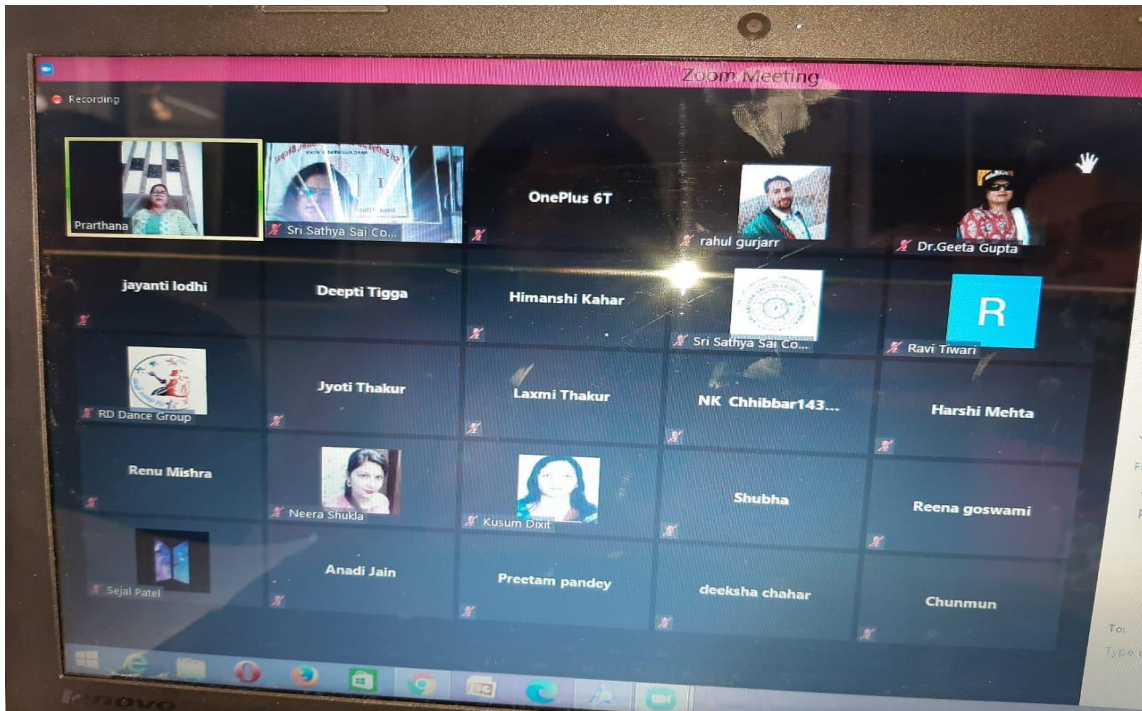 Zoom Meeting
Recording
Prarthana
Sri Sathya Sai Co...
OnePlus 6T
rahul gurjarr
Dr.Geeta Gupta
jayanti lodhi
Deepti Tigga
Himanshi Kahar
Sri Sathya Sai Co...
R
Ravi Tiwari
RD Dance Group
Jyoti Thakur
Laxmi Thakur
NK Chhibbar143...
Harshi Mehta
Renu Mishra
Neera Shukla
Kusum Dixit
Shubha
Reena goswami
Sejal Patel
Anadi Jain
Preetam pandey
deeksha chahar
Chunmun
To:
Type
lenovo